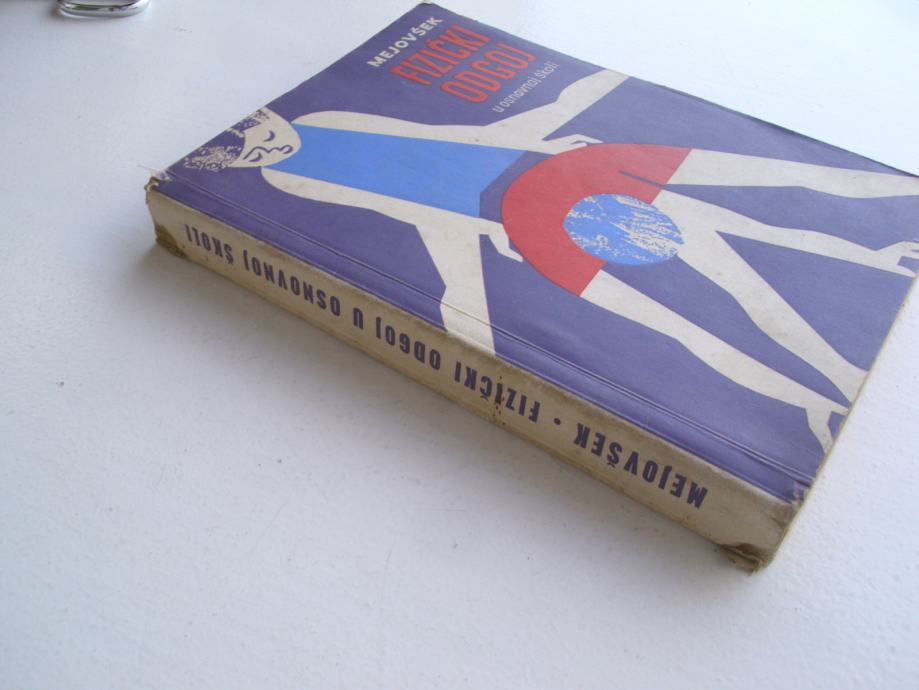 MEJOVŠEK
FIZIČKI
ODGOJ
u osnovnoj školi
MEJOVŠEK • FIZIČKI ODGOJ U OSNOVNOJ ŠKOLI